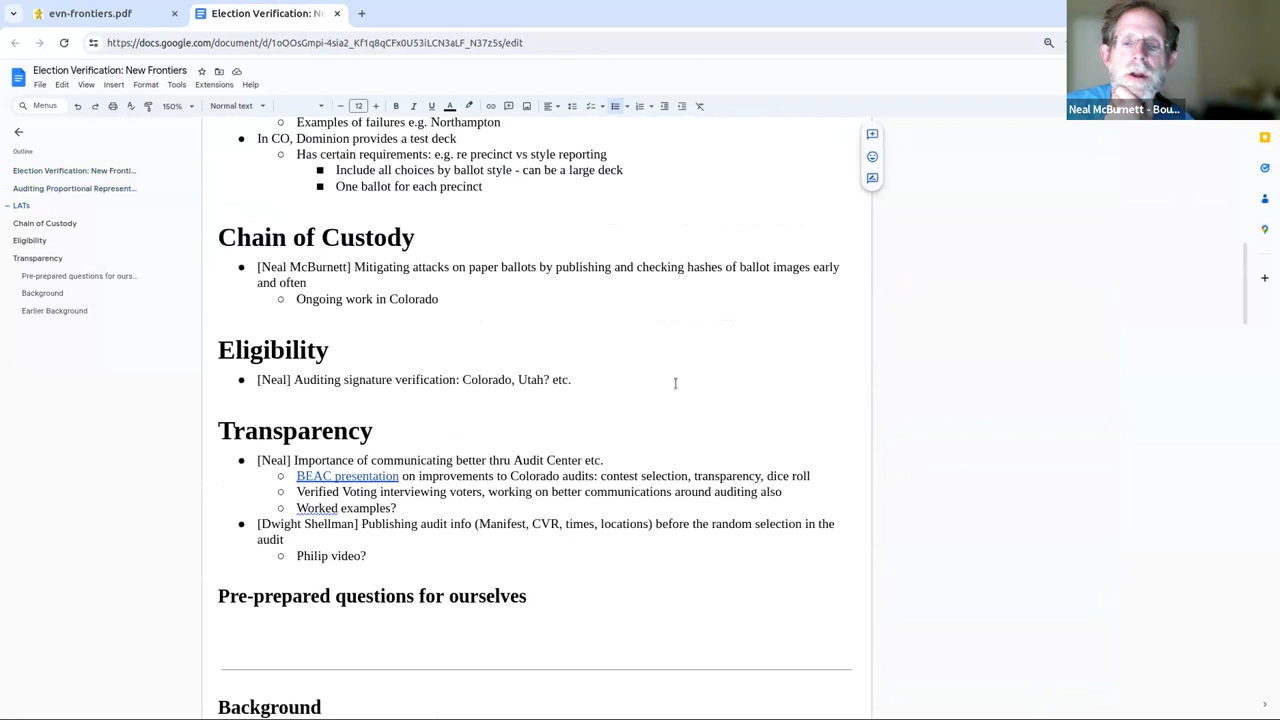 evn-frontiers.pdf
Election Verification: New Fron
https://docs.google.com/document/d/1oOOsGmpi-4sia2_Kf1q8qCFx0U53iLCN3aLF_N37z5s/edit
Election Verification: New Frontiers
File Edit View Insert Format Tools Extensions Help
Menus 150% Normal text 12 B I U A
Neal McBurnett - Bou...
Outline
Election Verification: New Fronti...
Auditing Proportional Represent...
LATs
Chain of Custody
Eligibility
Transparency
Pre-prepared questions for ours...
Background
Earlier Background
○ Examples of failures in Northampton
● In CO, Dominion provides a test deck
○ Has certain requirements: e.g. re precinct vs style reporting
■ Include all choices by ballot style - can be a large deck
■ One ballot for each precinct
Chain of Custody
● [Neal McBurnett] Mitigating attacks on paper ballots by publishing and checking hashes of ballot images early
and often
○ Ongoing work in Colorado
Eligibility
● [Neal] Auditing signature verification: Colorado, Utah? etc.
Transparency
● [Neal] Importance of communicating better thru Audit Center etc.
○ BEAC presentation on improvements to Colorado audits: contest selection, transparency, dice roll
○ Verified Voting interviewing voters, working on better communications around auditing also
○ Worked examples?
● [Dwight Shellman] Publishing audit info (Manifest, CVR, times, locations) before the random selection in the
audit
○ Philip video?
Pre-prepared questions for ourselves
Background